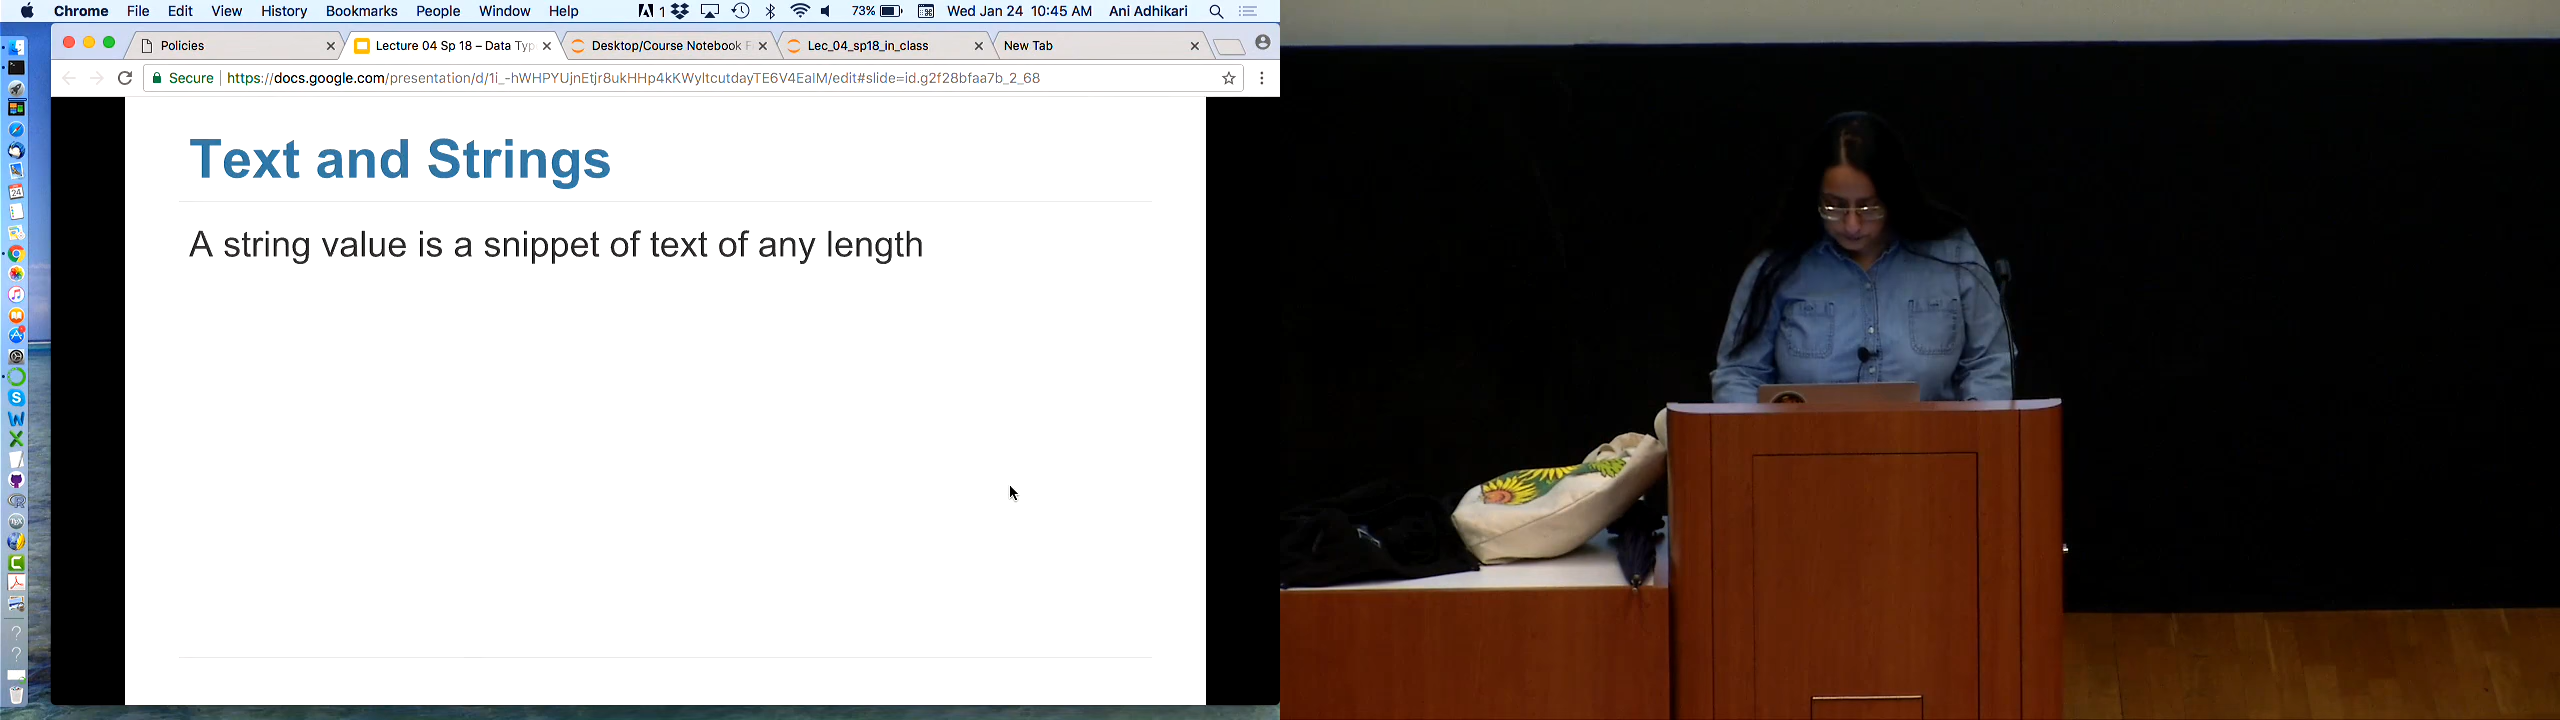 Chrome File Edit View History Bookmarks People Window Help 1 73% Wed Jan 24 10:45 AM Ani Adhikari
Policies Lecture 04 Sp 18 – Data Typ Desktop/Course Notebook F Lec_04_sp18_in_class New Tab
Secure https://docs.google.com/presentation/d/1i_-hWHPYUjnEtjr8ukHHp4kKWyltcutdayTE6V4EaIM/edit#slide=id.g2f28bfaa7b_2_68
Text and Strings
A string value is a snippet of text of any length